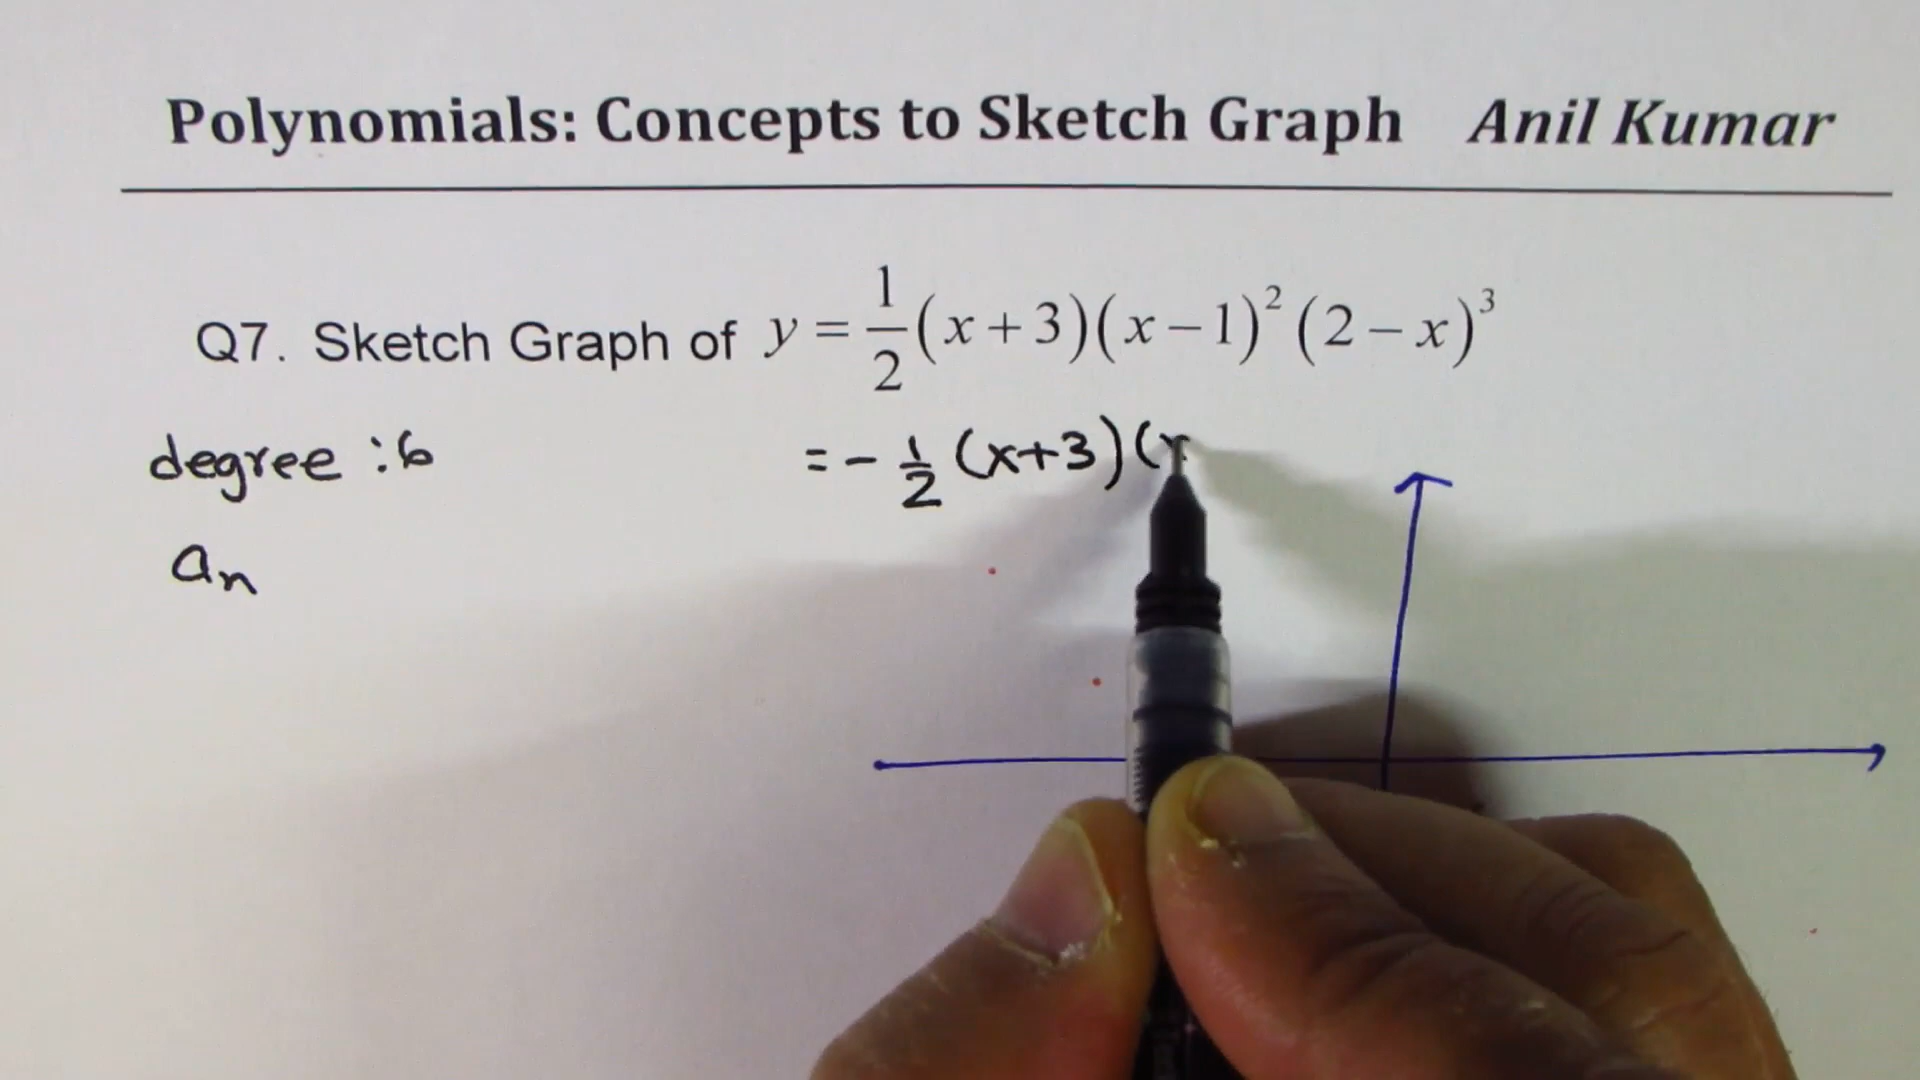 Polynomials: Concepts to Sketch Graph Anil Kumar
Q7. Sketch Graph of y = 1/2 (x + 3)(x − 1)² (2 − x)³
degree : 6 = − 1/2 (x+3) (x
aₙ